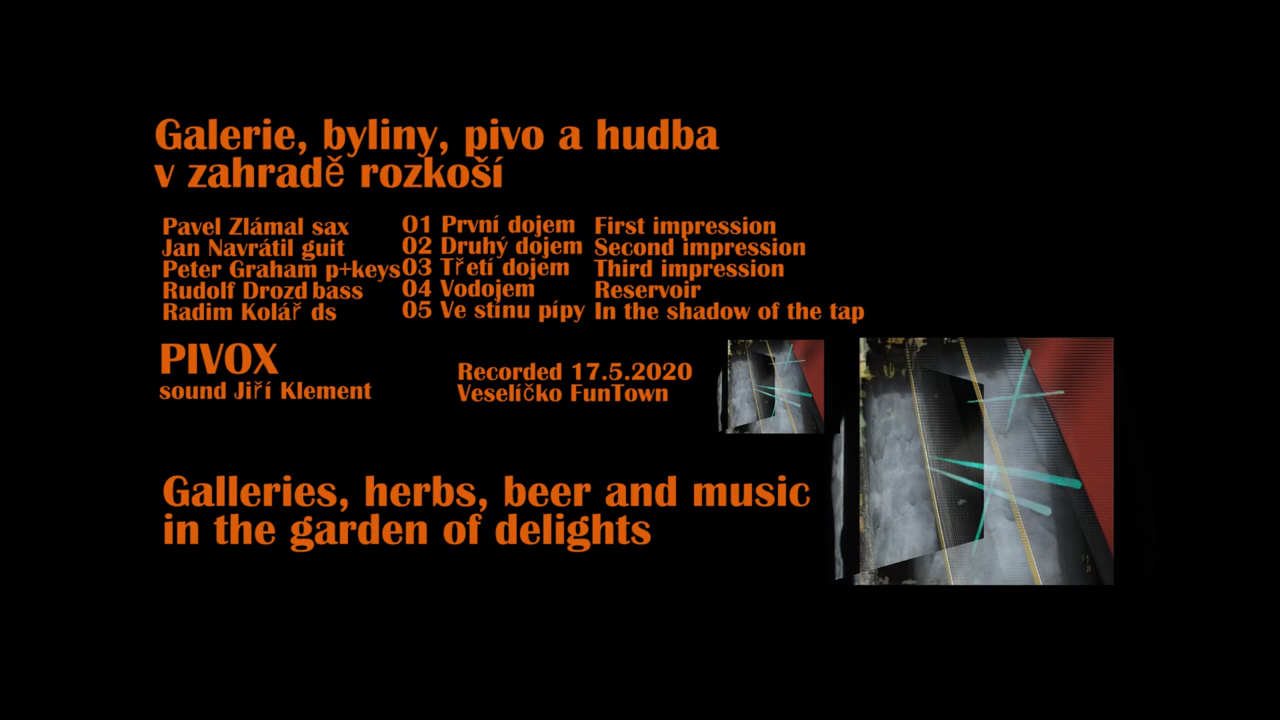 Galerie, byliny, pivo a hudba
v zahradě rozkoší
Pavel Zlámal sax
Jan Navrátil guit
Peter Graham p+keys
Rudolf Drozd bass
Radim Kolář ds
01 První dojem
02 Druhý dojem
03 Třetí dojem
04 Vodojem
05 Ve stínu pípy
First impression
Second impression
Third impression
Reservoir
In the shadow of the tap
PIVOX
sound Jiří Klement
Recorded 17.5.2020
Veselíčko FunTown
Galleries, herbs, beer and music
in the garden of delights